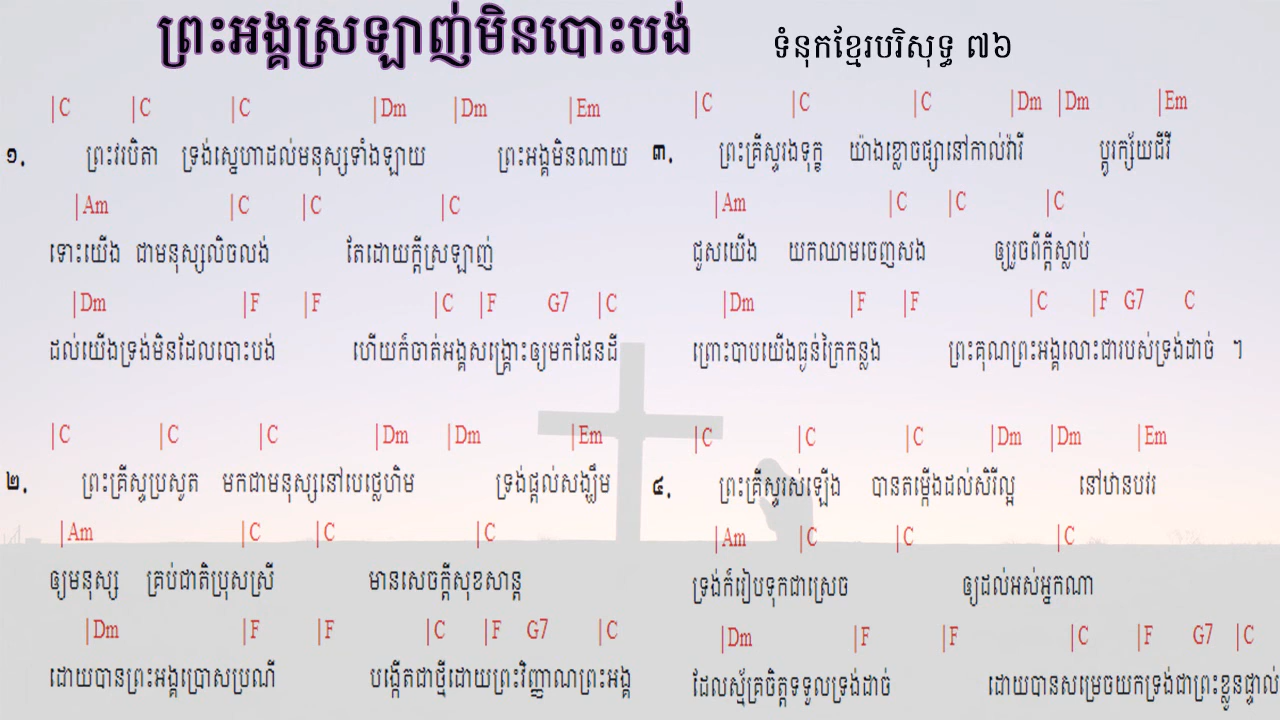 ព្រះអង្គស្រឡាញ់មិនបោះបង់ ទំនុកខ្មែរបរិសុទ្ធ ៧៦
|C |C |C |Dm |Dm |Em
១. ព្រះវរបិតា ទ្រង់ស្នេហាដល់មនុស្សទាំងឡាយ ព្រះអង្គមិនណាយ
|Am |C |C |C
ទោះយើង ជាមនុស្សលិចលង់ តែដោយក្ដីស្រឡាញ់
|Dm |F |F |C |F G7 |C
ដល់យើងទ្រង់មិនដែលបោះបង់ ហើយក៏ចាត់អង្គសង្គ្រោះឲ្យមកផែនដី
|C |C |C |Dm |Dm |Em
២. ព្រះគ្រីស្ទប្រសូត មកជាមនុស្សនៅបេថ្លេហិម ទ្រង់ផ្ដល់សង្ឃឹម
|Am |C |C |C
ឲ្យមនុស្ស គ្រប់ជាតិប្រុសស្រី មានសេចក្ដីសុខសាន្ត
|Dm |F |F |C |F G7 |C
ដោយបានព្រះអង្គប្រោសប្រណី បង្កើតជាថ្មីដោយព្រះវិញ្ញាណព្រះអង្គ
|C |C |C |Dm |Dm |Em
៣. ព្រះគ្រីស្ទរងទុក្ខ យ៉ាងខ្លោចផ្សានៅកាល់វ៉ារី ប្ដូរក្ស័យជីវី
|Am |C |C |C
ជួសយើង យកឈាមចេញសង ឲ្យរួចពីក្ដីស្លាប់
|Dm |F |F |C |F G7 C
ព្រោះបាបយើងធ្ងន់ក្រៃកន្លង ព្រះគុណព្រះអង្គលោះជារបស់ទ្រង់ដាច់ ។
|C |C |C |Dm |Dm |Em
៤. ព្រះគ្រីស្ទរស់ឡើង បានតម្កើងដល់សិរីល្អ នៅឋានបវរ
|Am |C |C |C
ទ្រង់ក៏រៀបទុកជាស្រេច ឲ្យដល់អស់អ្នកណា
|Dm |F |F |C |F G7 |C
ដែលស្ម័គ្រចិត្តទទួលទ្រង់ដាច់ ដោយបានសម្រេចយកទ្រង់ជាព្រះខ្លួនផ្ទាល់